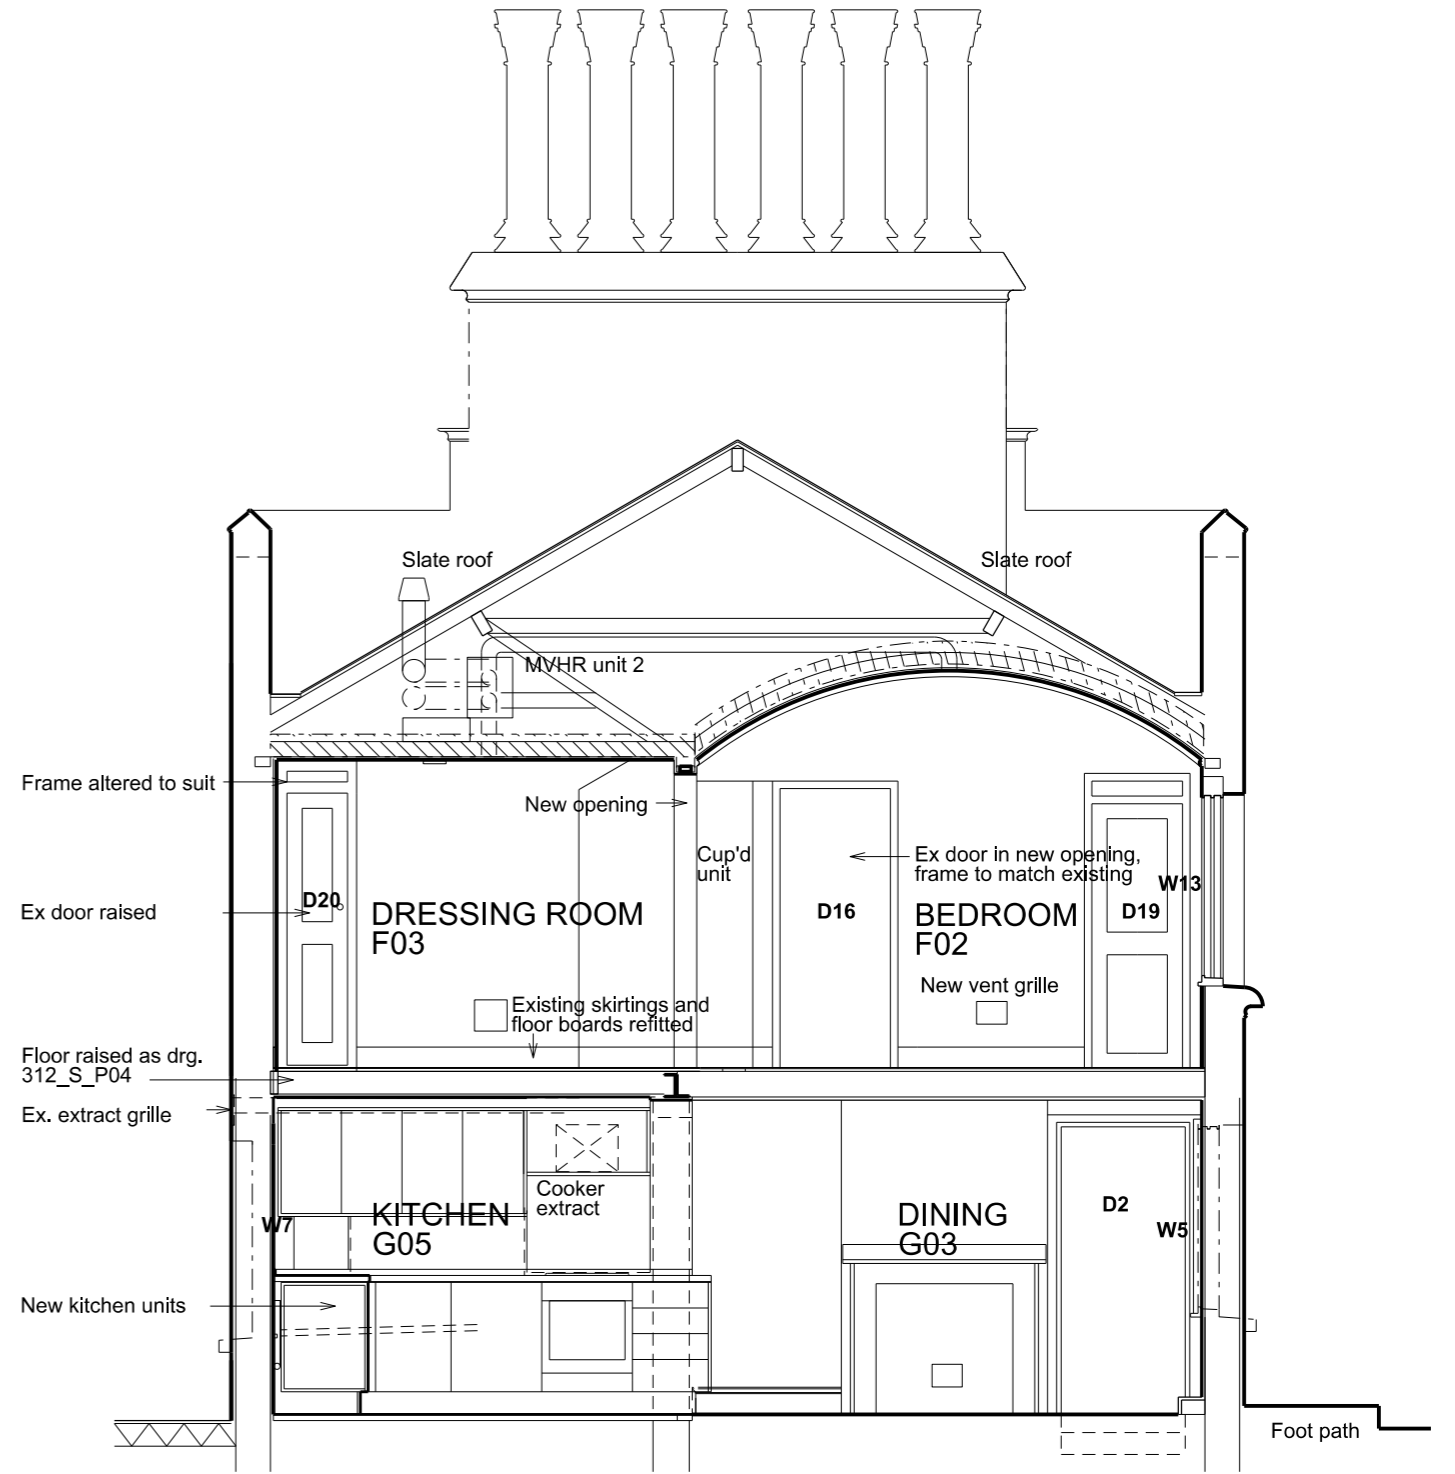 Slate roof
Slate roof
MVHR unit 2
Frame altered to suit
New opening
Cup'd
unit
Ex door in new opening,
frame to match existing
W13
D20
Ex door raised
DRESSING ROOM
F03
D16
BEDROOM
F02
D19
New vent grille
Existing skirtings and
floor boards refitted
Floor raised as drg.
312_S_P04
Ex. extract grille
Cooker
extract
W7
KITCHEN
G05
DINING
G03
D2
W5
New kitchen units
Foot path